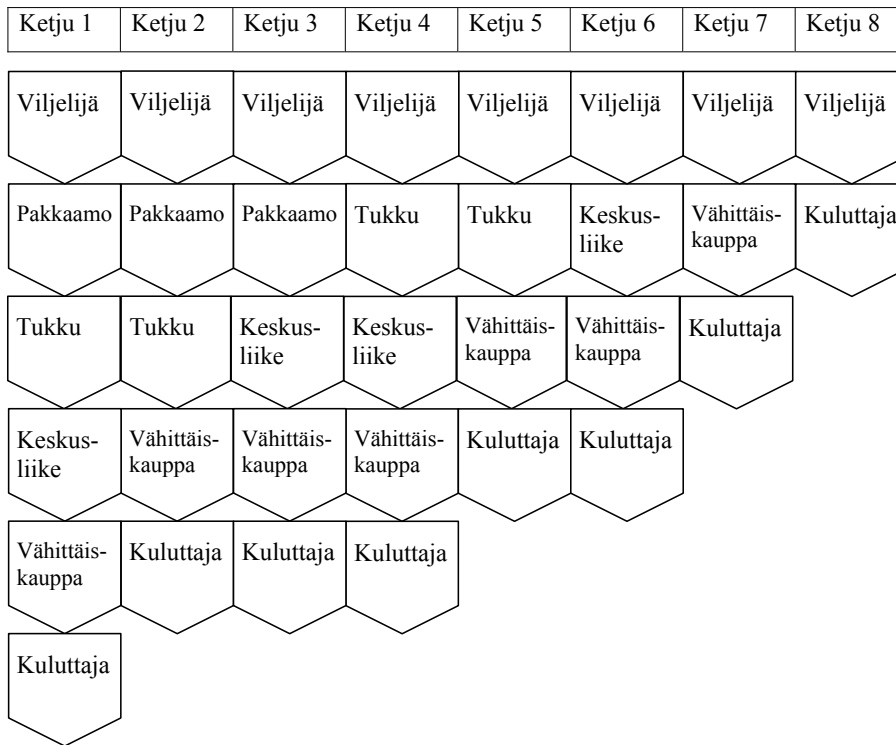 Ketju 1 Ketju 2 Ketju 3 Ketju 4 Ketju 5 Ketju 6 Ketju 7 Ketju 8
Viljelijä Viljelijä Viljelijä Viljelijä Viljelijä Viljelijä Viljelijä Viljelijä
Pakkaamo Pakkaamo Pakkaamo Tukku Tukku Keskus- Vähittäis- Kuluttaja
liike kauppa
Tukku Tukku Keskus- Keskus- Vähittäis- Vähittäis- Kuluttaja
liike liike kauppa kauppa
Keskus- Vähittäis- Vähittäis- Vähittäis- Kuluttaja Kuluttaja
liike kauppa kauppa kauppa
Vähittäis- Kuluttaja Kuluttaja Kuluttaja
kauppa
Kuluttaja